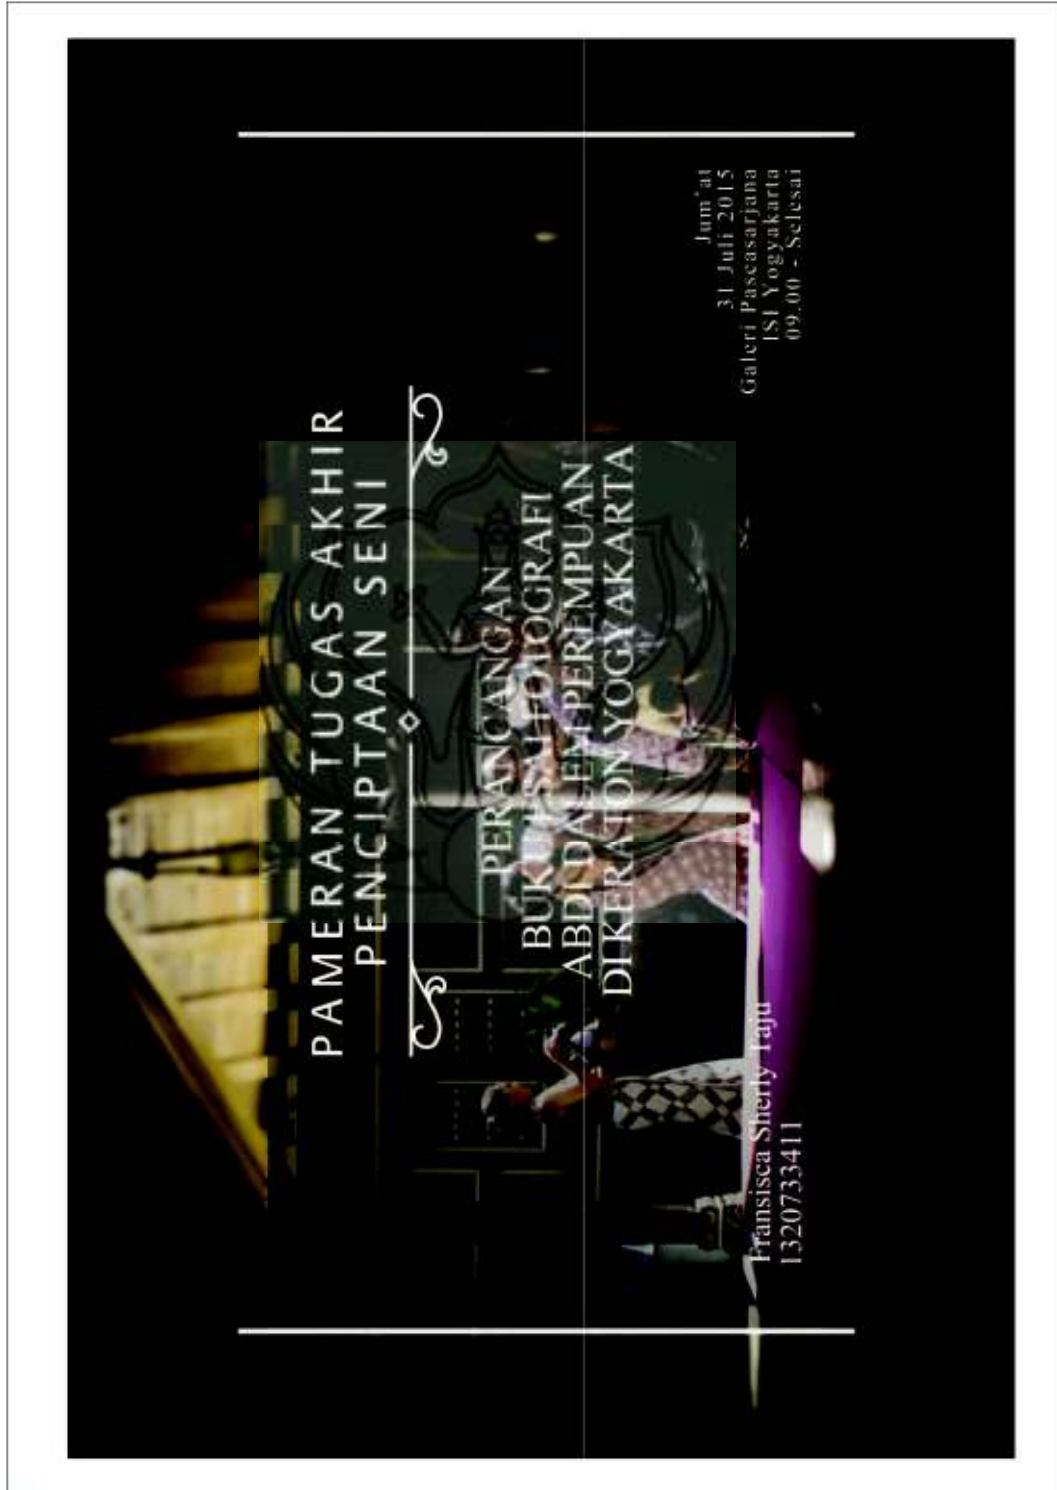 PAMERAN TUGAS AKHIR
PENCIPTAAN SENI
PERANCANGAN
BUKU ESAI FOTOGRAFI
ABDI DALEM PEREMPUAN
DI KERATON YOGYAKARTA
Fransisca Sherly Taju
1320733411
Jum'at
31 Juli 2015
Galeri Pascasarjana
ISI Yogyakarta
09.00 - Selesai